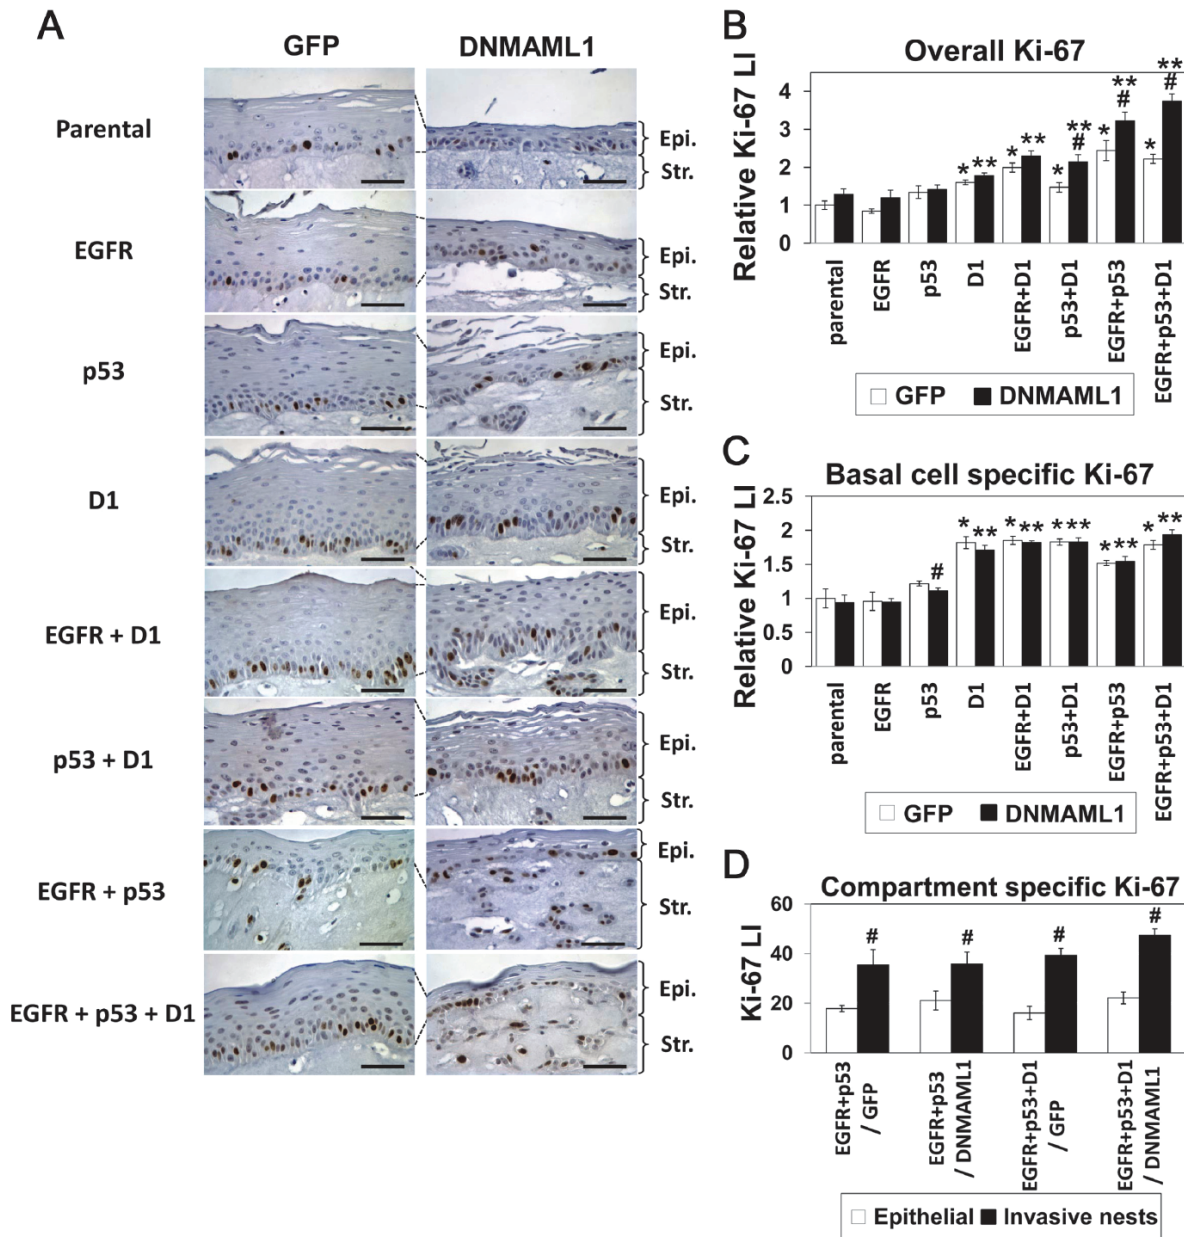 A
GFP
DNMAML1
Parental
Epi.
Str.
EGFR
Epi.
Str.
p53
Epi.
Str.
D1
Epi.
Str.
EGFR + D1
Epi.
Str.
p53 + D1
Epi.
Str.
EGFR + p53
Epi.
Str.
EGFR + p53 + D1
Epi.
Str.
B
Overall Ki-67
Relative Ki-67 LI
4
3
2
1
0
* ** * ** * ** # * ** # * ** #
parental
EGFR
p53
D1
EGFR+D1
p53+D1
EGFR+p53
EGFR+p53+D1
GFP DNMAML1
C
Basal cell specific Ki-67
Relative Ki-67 LI
2.5
2
1.5
1
0.5
0
# * ** * ** * ** * ** * **
parental
EGFR
p53
D1
EGFR+D1
p53+D1
EGFR+p53
EGFR+p53+D1
GFP DNMAML1
D
Compartment specific Ki-67
Ki-67 LI
60
40
20
0
# # # #
EGFR+p53
/ GFP
EGFR+p53
/ DNMAML1
EGFR+p53+D1
/ GFP
EGFR+p53+D1
/ DNMAML1
Epithelial Invasive nests